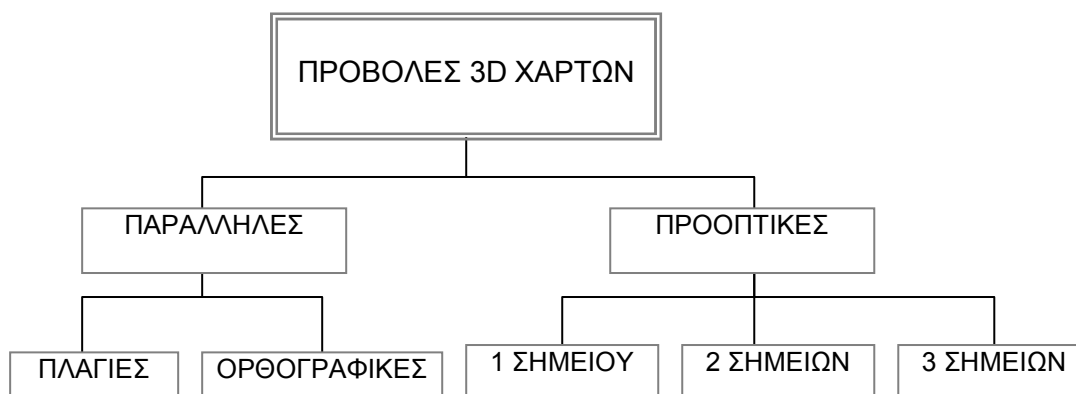 ΠΡΟΒΟΛΕΣ 3D ΧΑΡΤΩΝ
ΠΑΡΑΛΛΗΛΕΣ
ΠΡΟΟΠΤΙΚΕΣ
ΠΛΑΓΙΕΣ
ΟΡΘΟΓΡΑΦΙΚΕΣ
1 ΣΗΜΕΙΟΥ
2 ΣΗΜΕΙΩΝ
3 ΣΗΜΕΙΩΝ